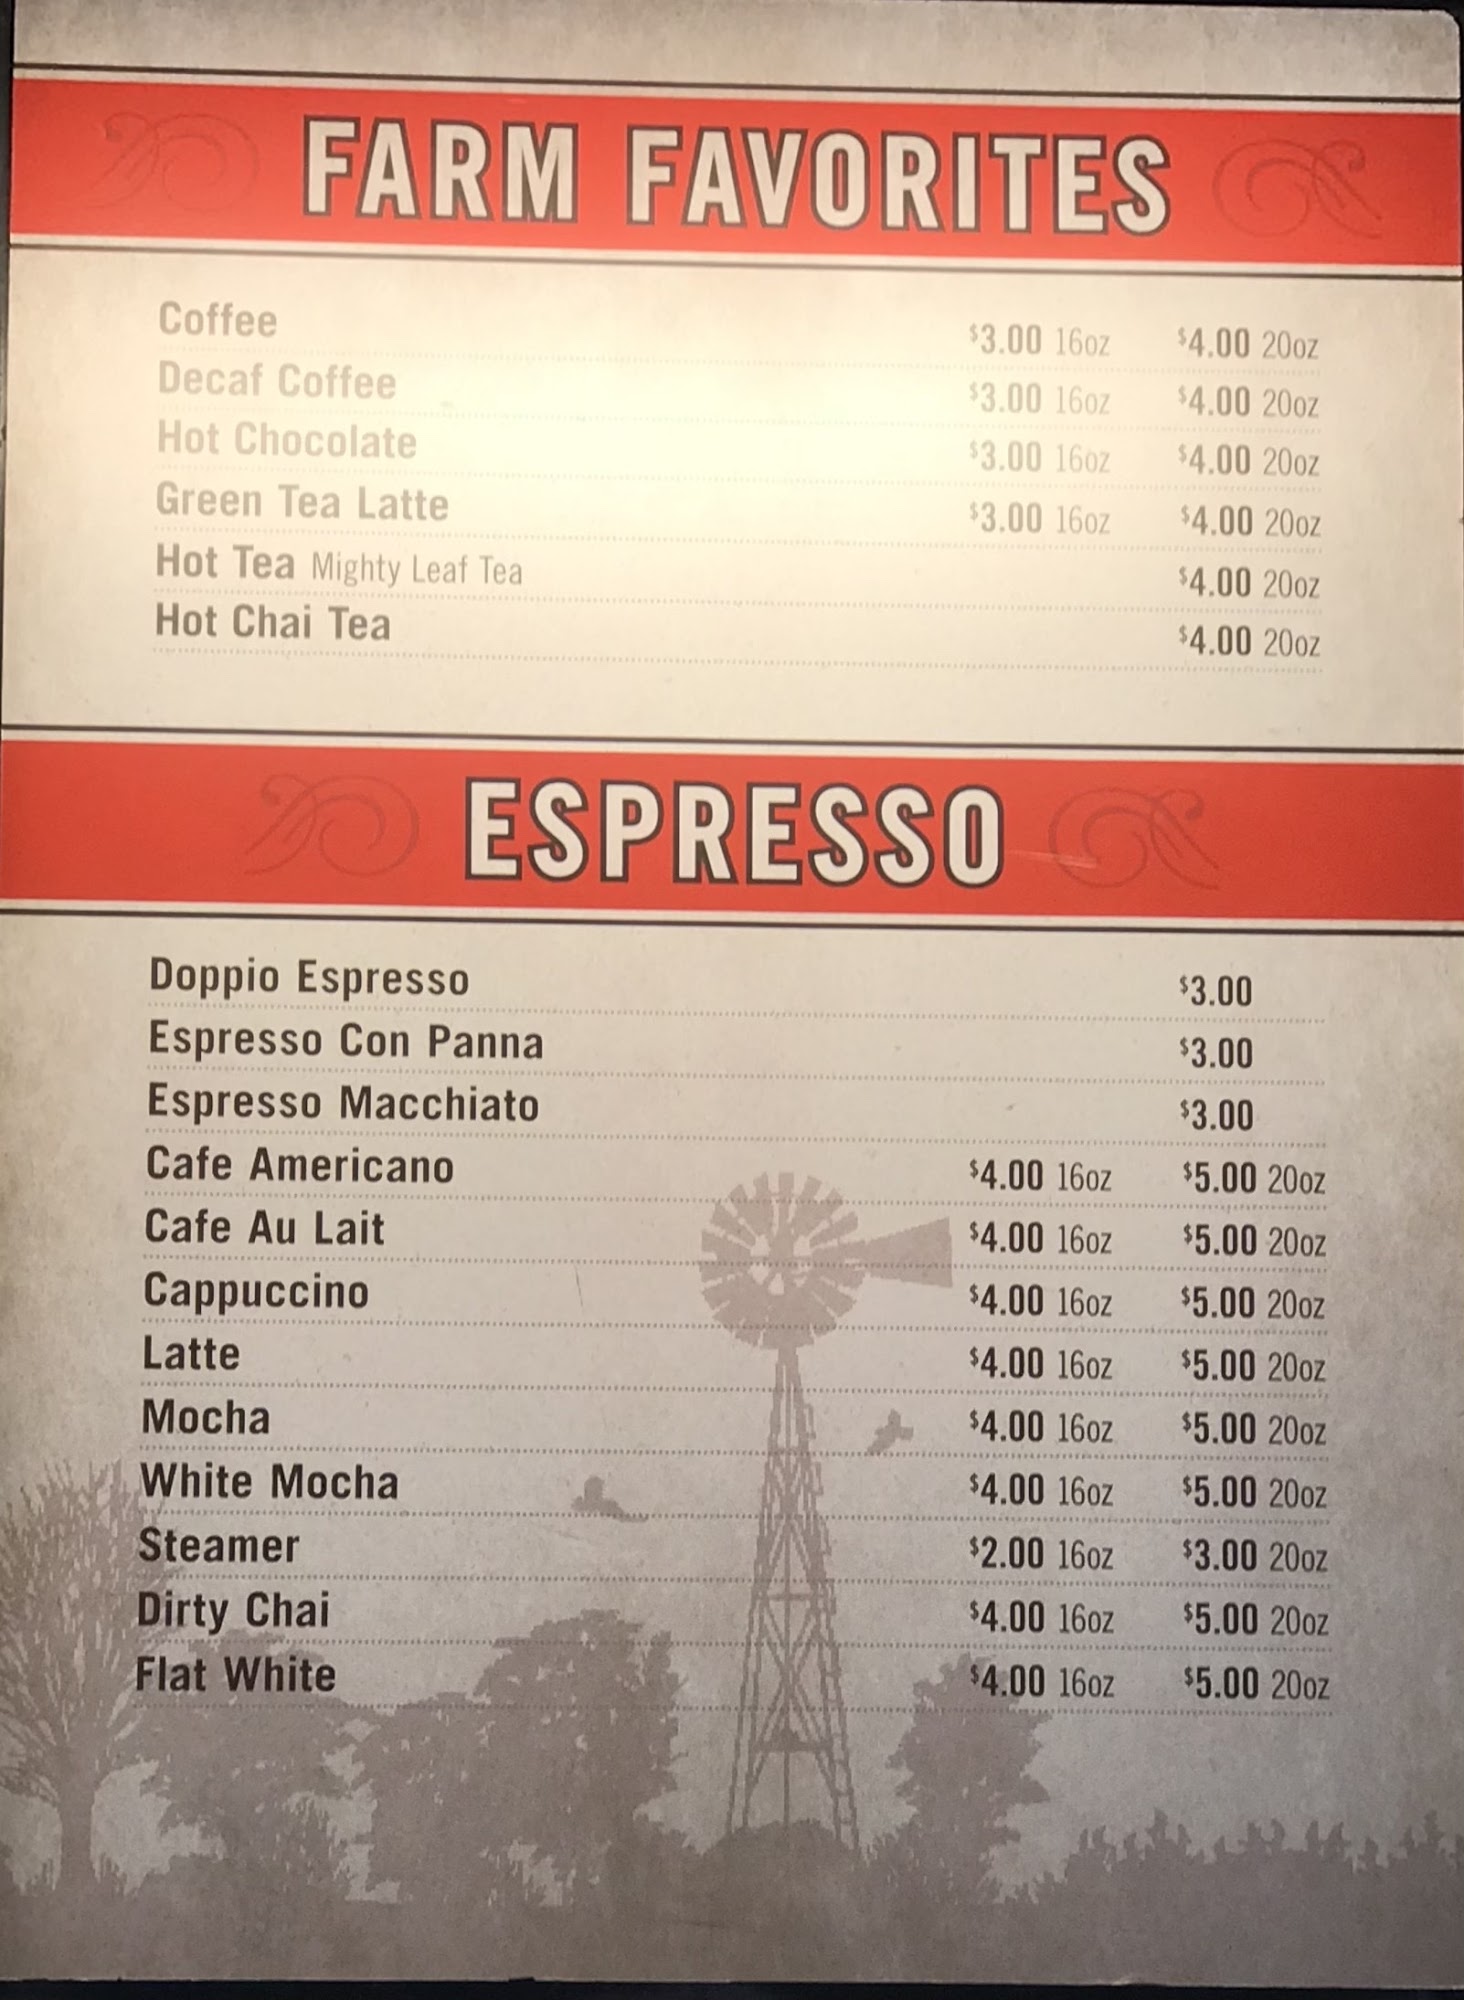 FARM FAVORITES
Coffee $3.00 16oz $4.00 20oz
Decaf Coffee $3.00 16oz $4.00 20oz
Hot Chocolate $3.00 16oz $4.00 20oz
Green Tea Latte $3.00 16oz $4.00 20oz
Hot Tea Mighty Leaf Tea $4.00 20oz
Hot Chai Tea $4.00 20oz
ESPRESSO
Doppio Espresso $3.00
Espresso Con Panna $3.00
Espresso Macchiato $3.00
Cafe Americano $4.00 16oz $5.00 20oz
Cafe Au Lait $4.00 16oz $5.00 20oz
Cappuccino $4.00 16oz $5.00 20oz
Latte $4.00 16oz $5.00 20oz
Mocha $4.00 16oz $5.00 20oz
White Mocha $4.00 16oz $5.00 20oz
Steamer $2.00 16oz $3.00 20oz
Dirty Chai $4.00 16oz $5.00 20oz
Flat White $4.00 16oz $5.00 20oz